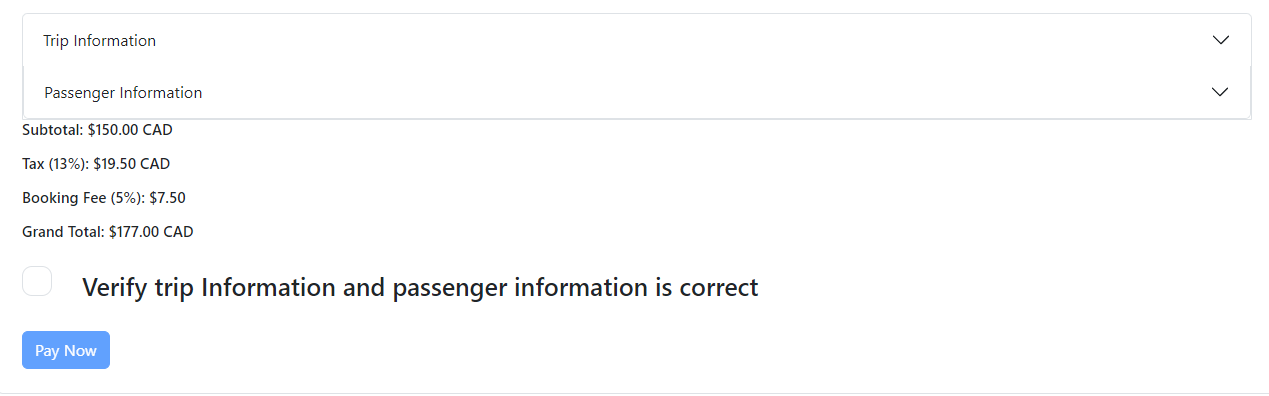 Trip Information
Passenger Information
Subtotal: $150.00 CAD
Tax (13%): $19.50 CAD
Booking Fee (5%): $7.50
Grand Total: $177.00 CAD
Verify trip Information and passenger information is correct
Pay Now